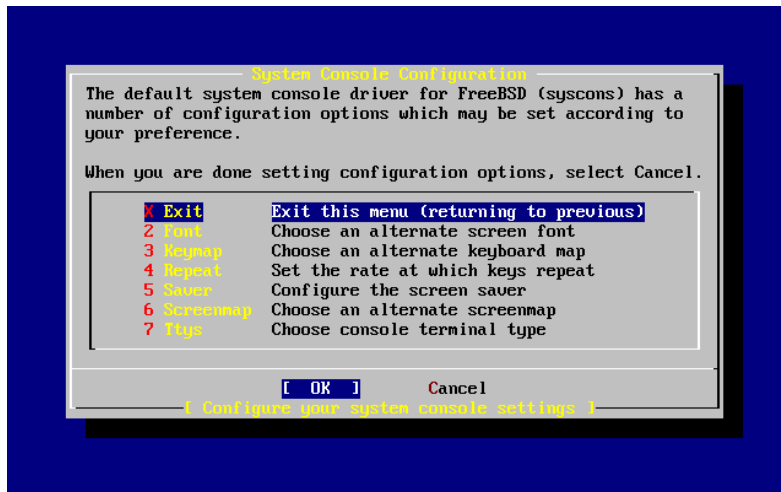 System Console Configuration
The default system console driver for FreeBSD (syscons) has a
number of configuration options which may be set according to
your preference.
When you are done setting configuration options, select Cancel.
X Exit Exit this menu (returning to previous)
2 Font Choose an alternate screen font
3 Keymap Choose an alternate keyboard map
4 Repeat Set the rate at which keys repeat
5 Saver Configure the screen saver
6 Screenmap Choose an alternate screenmap
7 Ttys Choose console terminal type
[ OK ] Cancel
[ Configure your system console settings ]